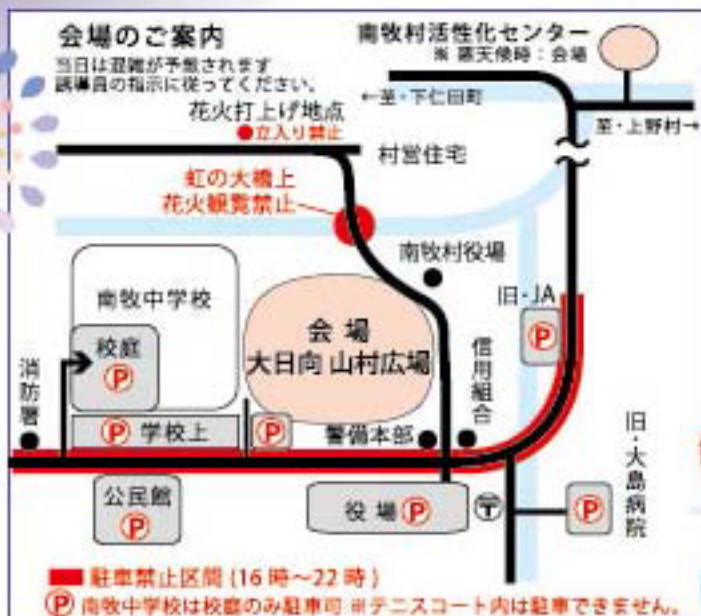 会場のご案内
当日は混雑が予想されます
誘導員の指示に従ってください。
南牧村活性化センター
※ 悪天候時：会場
←至・下仁田町
至・上野村→
花火打上げ地点
●立入り禁止
村営住宅
虹の大橋上
花火観覧禁止
南牧村役場
旧・JA
P
南牧中学校
校庭
P
会 場
大日向 山村広場
信用組合
消防署
P 学校上
P
警備本部
旧・大島病院
公民館
P
役 場 P
〒
P
駐車禁止区間 (16時～22時)
P 南牧中学校は校庭のみ駐車可 ※テニスコート内は駐車できません。